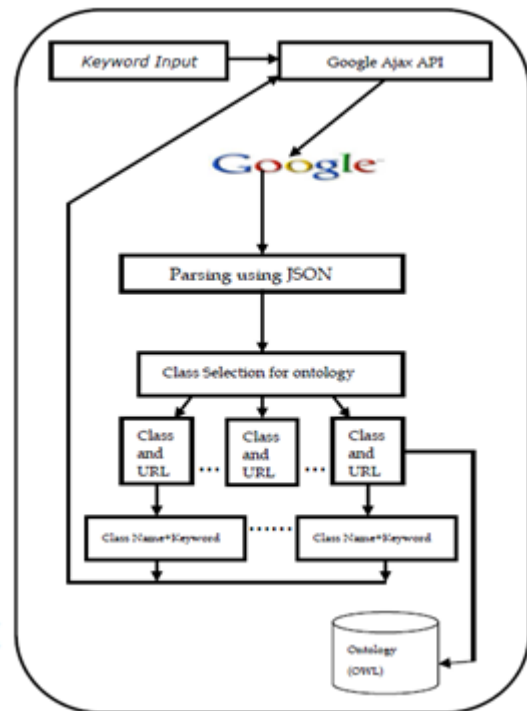 Keyword Input
Google Ajax API
Google
Parsing using JSON
Class Selection for ontology
Class
and
URL
...
Class
and
URL
...
Class
and
URL
Class Name+Keyword
......
Class Name+Keyword
Ontology
(OWL)